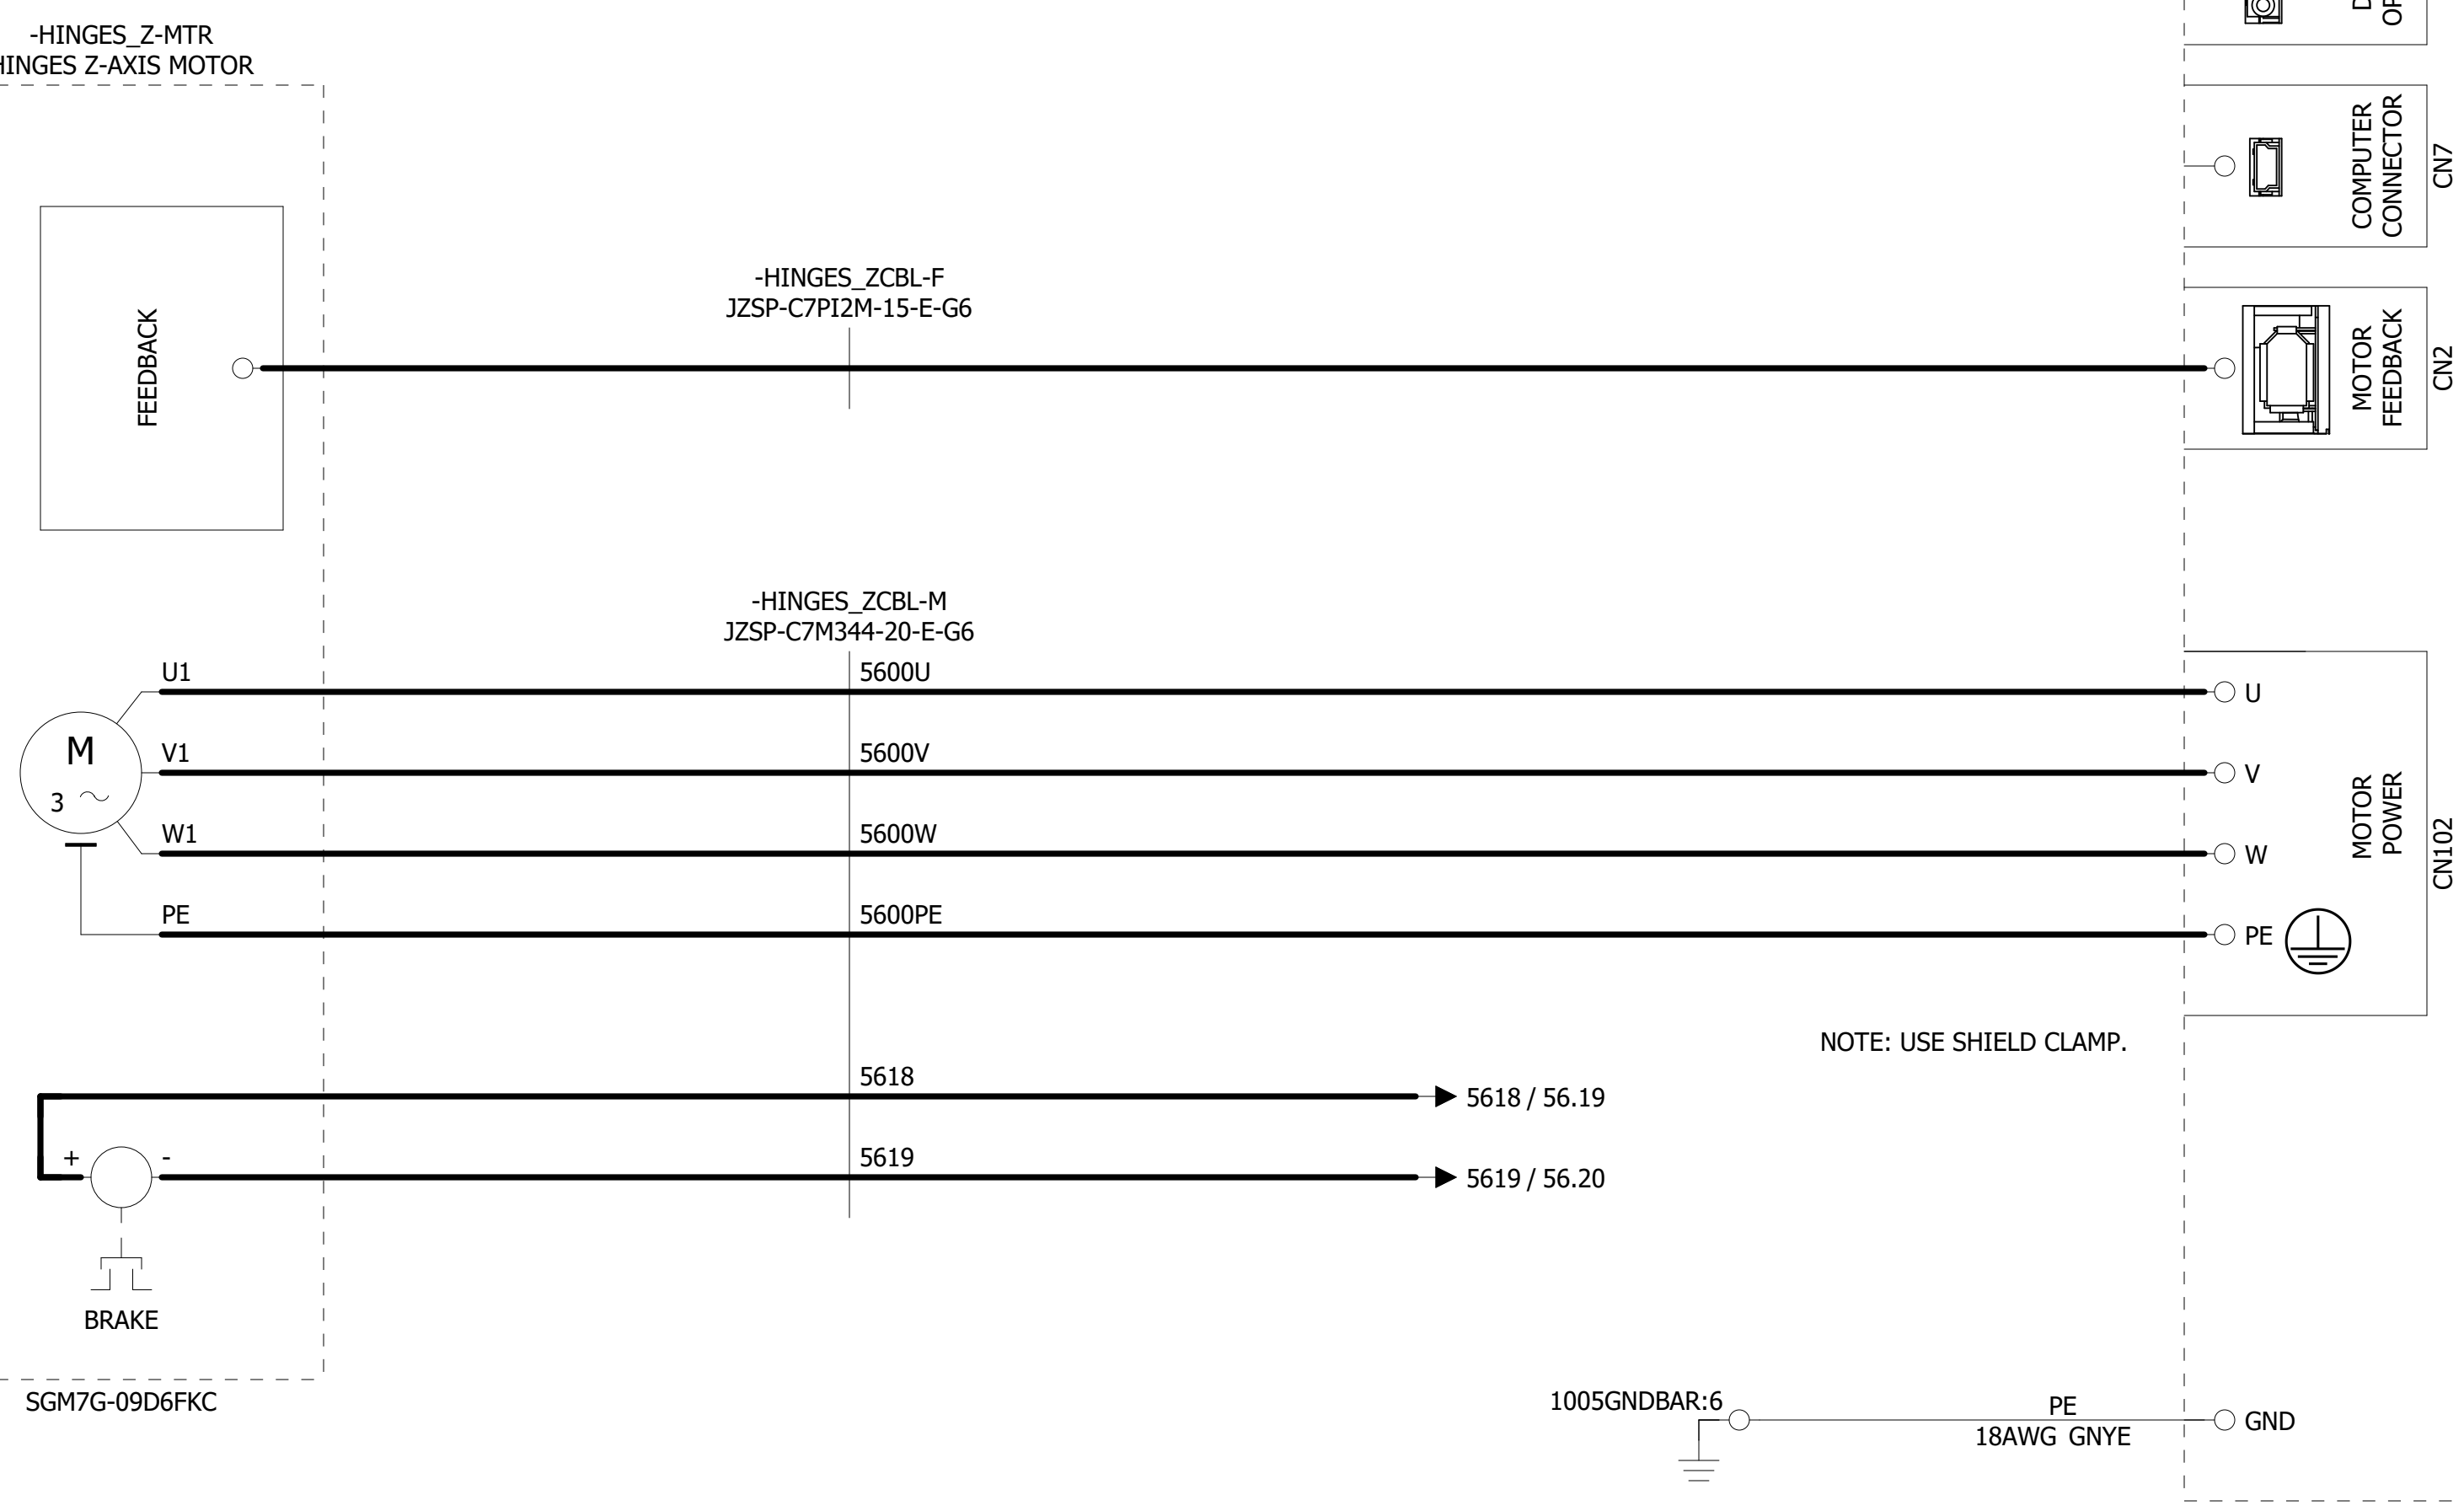 -HINGES_Z-MTR
HINGES Z-AXIS MOTOR
COMPUTER
CONNECTOR
CN7
-HINGES_ZCBL-F
JZSP-C7PI2M-15-E-G6
FEEDBACK
MOTOR
FEEDBACK
CN2
-HINGES_ZCBL-M
JZSP-C7M344-20-E-G6
U1
5600U
U
M
3
V1
5600V
V
W1
5600W
W
MOTOR
POWER
CN102
PE
5600PE
PE
NOTE: USE SHIELD CLAMP.
5618
5618 / 56.19
+
-
5619
5619 / 56.20
BRAKE
SGM7G-09D6FKC
1005GNDBAR:6
PE
18AWG GNYE
GND